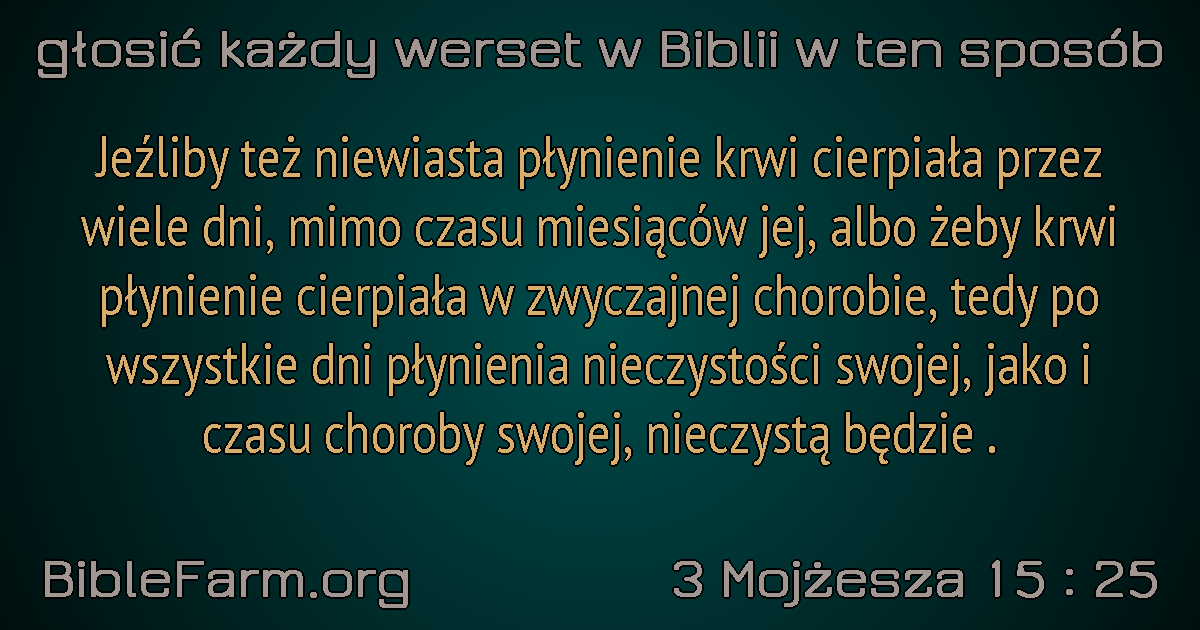 głosić każdy werset w Biblii w ten sposób
Jeźliby też niewiasta płynienie krwi cierpiała przez
wiele dni, mimo czasu miesiąców jej, albo żeby krwi
płynienie cierpiała w zwyczajnej chorobie, tedy po
wszystkie dni płynienia nieczystości swojej, jako i
czasu choroby swojej, nieczystą będzie .
BibleFarm.org
3 Mojżesza 15 : 25